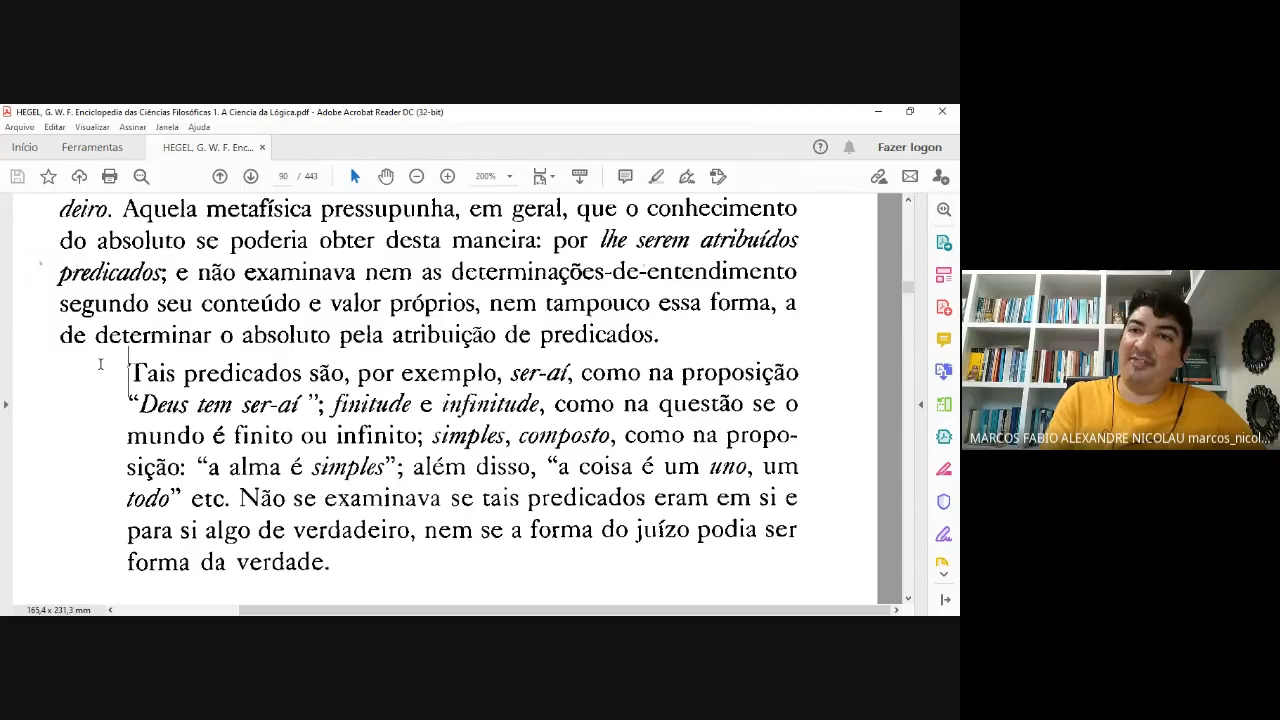 HEGEL, G. W. F. Enciclopedia das Ciências Filosóficas 1. A Ciencia da Lógica.pdf - Adobe Acrobat Reader DC (32-bit)
Arquivo Editar Visualizar Assinar Janela Ajuda
Início Ferramentas HEGEL, G. W. F. Enc... × Fazer logon
90 / 443 200%
deiro. Aquela metafísica pressupunha, em geral, que o conhecimento
do absoluto se poderia obter desta maneira: por lhe serem atribuídos
predicados; e não examinava nem as determinações-de-entendimento
segundo seu conteúdo e valor próprios, nem tampouco essa forma, a
de determinar o absoluto pela atribuição de predicados.
Tais predicados são, por exemplo, ser-aí, como na proposição
“Deus tem ser-aí ”; finitude e infinitude, como na questão se o
mundo é finito ou infinito; simples, composto, como na propo-
sição: “a alma é simples”; além disso, “a coisa é um uno, um
todo” etc. Não se examinava se tais predicados eram em si e
para si algo de verdadeiro, nem se a forma do juízo podia ser
forma da verdade.
165,4 x 231,3 mm
MARCOS FABIO ALEXANDRE NICOLAU marcos_nicol...